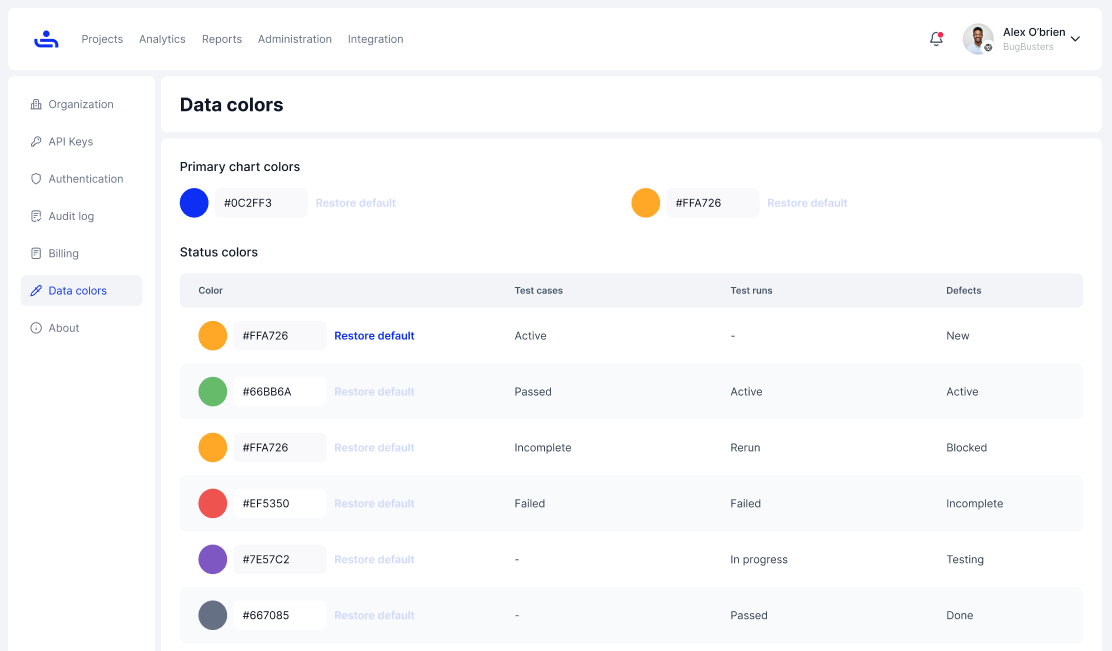 Projects Analytics Reports Administration Integration
Alex O'brien
BugBusters
Organization
API Keys
Authentication
Audit log
Billing
Data colors
About
Data colors
Primary chart colors
#0C2FF3 Restore default #FFA726 Restore default
Status colors
Color Test cases Test runs Defects
#FFA726 Restore default Active - New
#66BB6A Restore default Passed Active Active
#FFA726 Restore default Incomplete Rerun Blocked
#EF5350 Restore default Failed Failed Incomplete
#7E57C2 Restore default - In progress Testing
#667085 Restore default - Passed Done